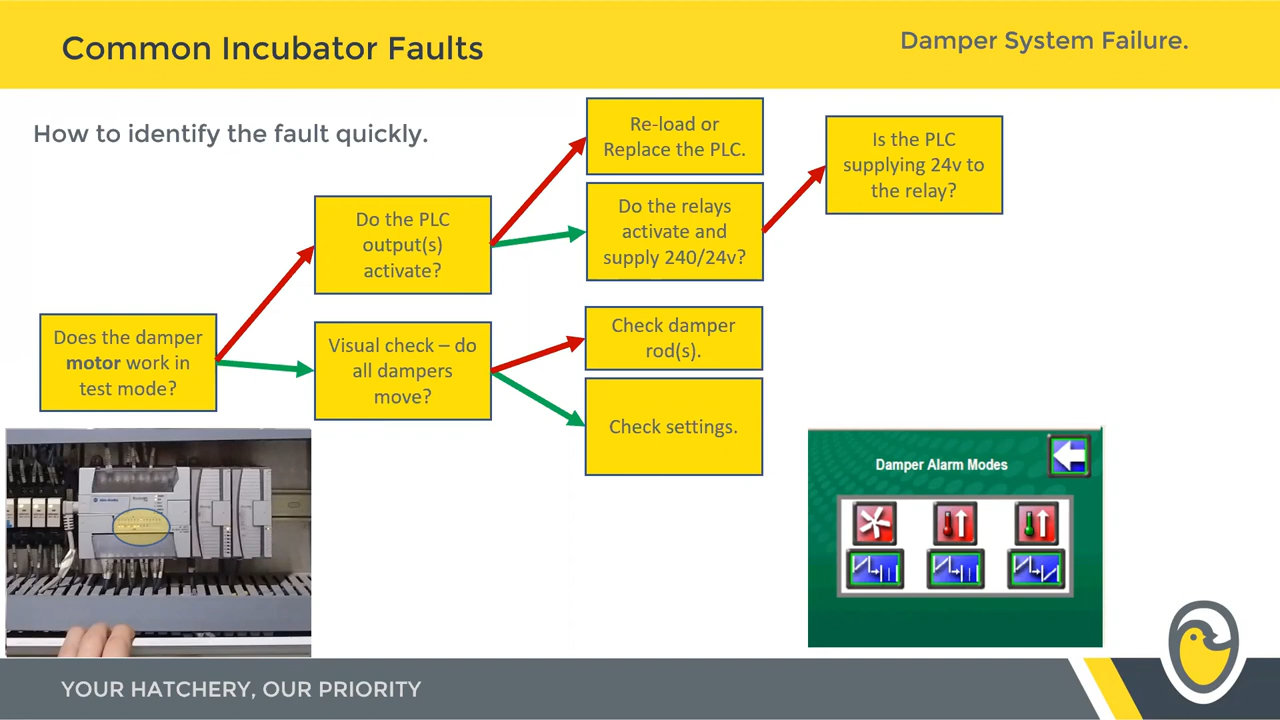 Common Incubator Faults
Damper System Failure.
How to identify the fault quickly.
Re-load or
Replace the PLC.
Is the PLC
supplying 24v to
the relay?
Do the PLC
output(s)
activate?
Do the relays
activate and
supply 240/24v?
Does the damper
motor work in
test mode?
Visual check – do
all dampers
move?
Check damper
rod(s).
Check settings.
Damper Alarm Modes
YOUR HATCHERY, OUR PRIORITY